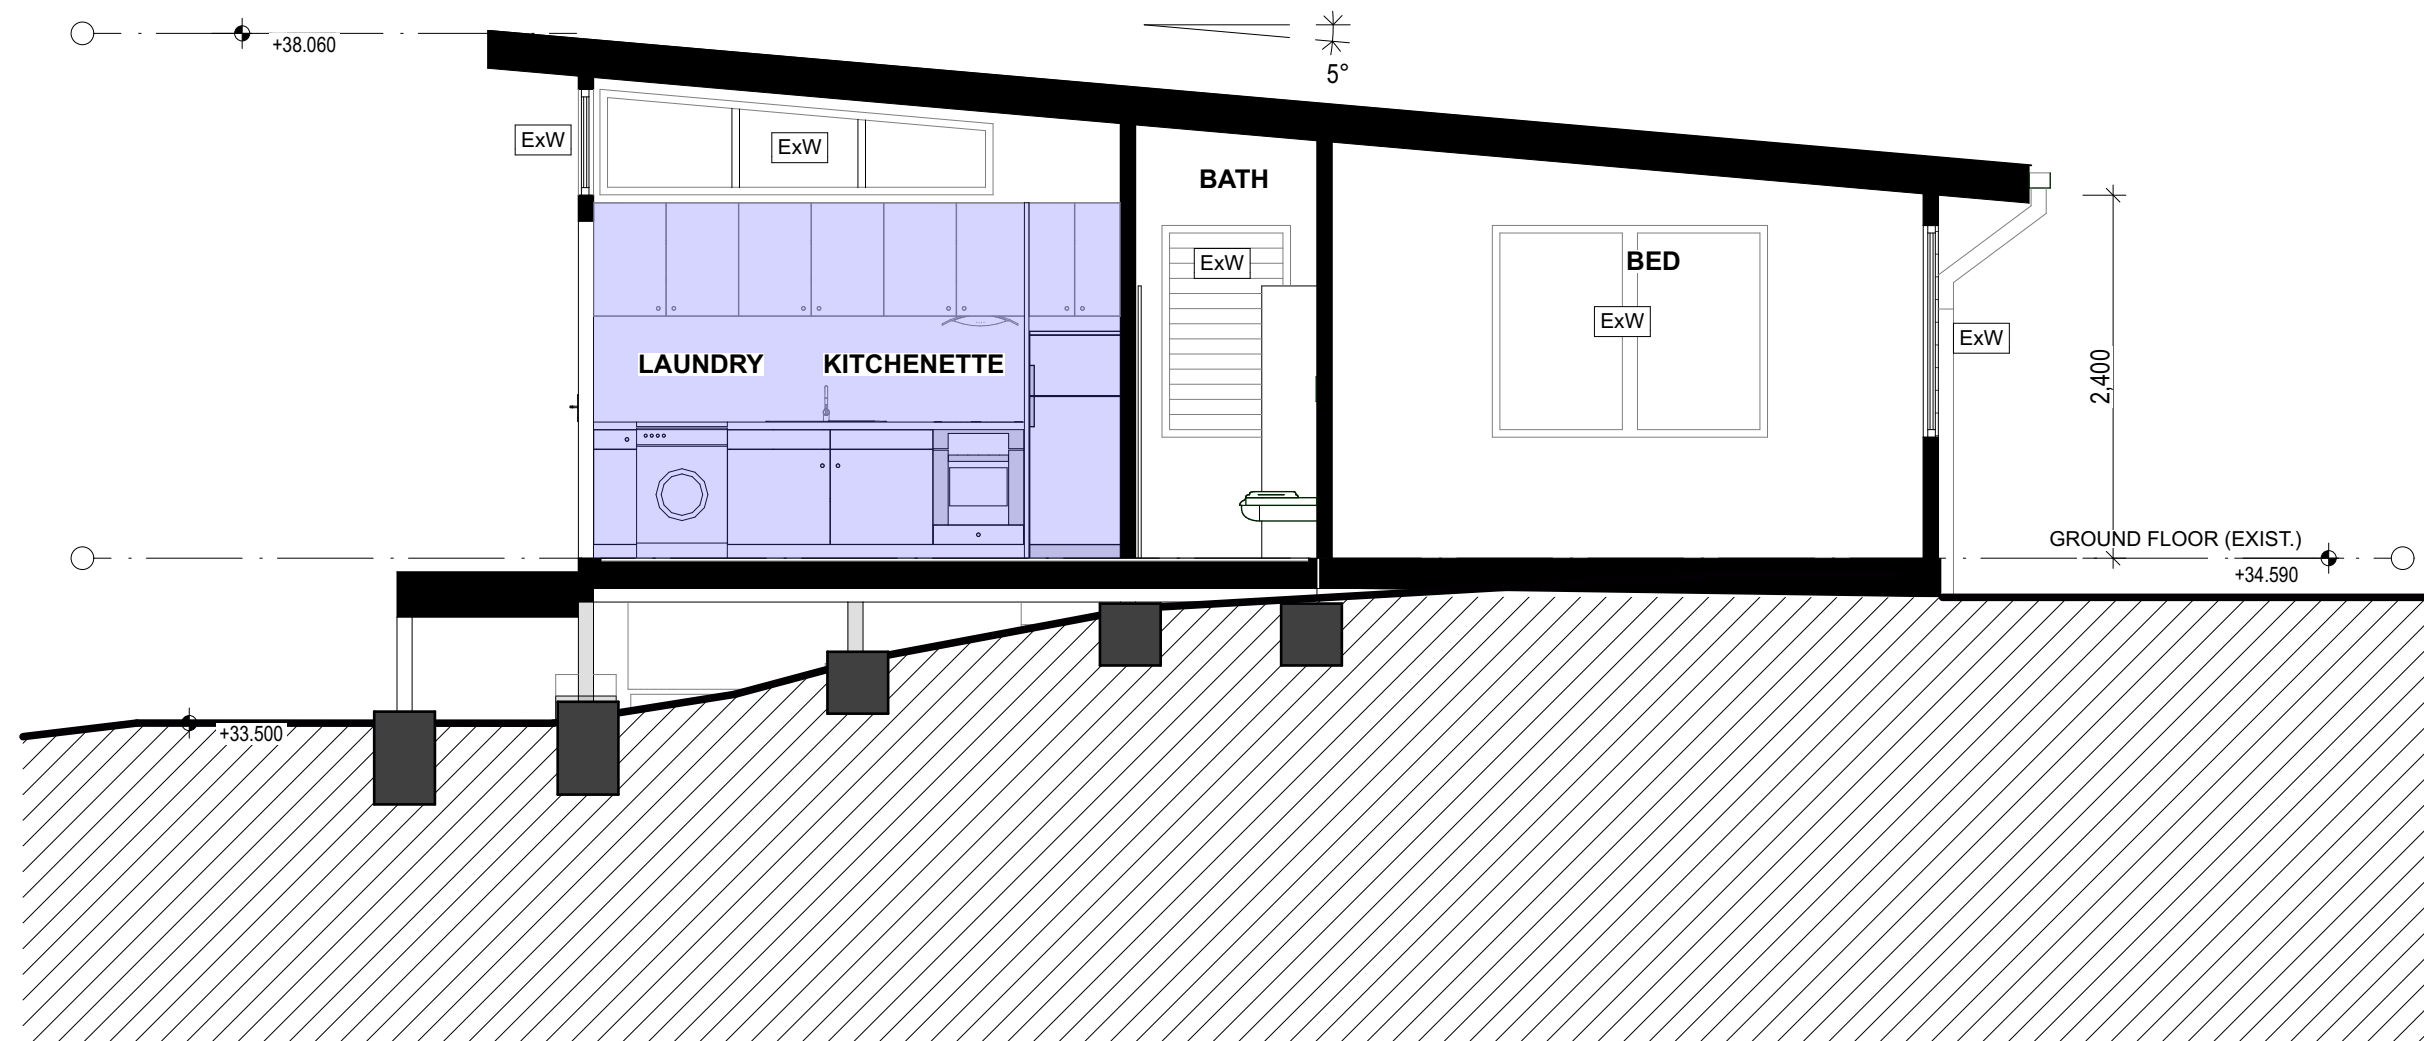 +38.060
5°
ExW
ExW
BATH
ExW
BED
ExW
ExW
LAUNDRY
KITCHENETTE
2,400
GROUND FLOOR (EXIST.)
+34.590
+33.500